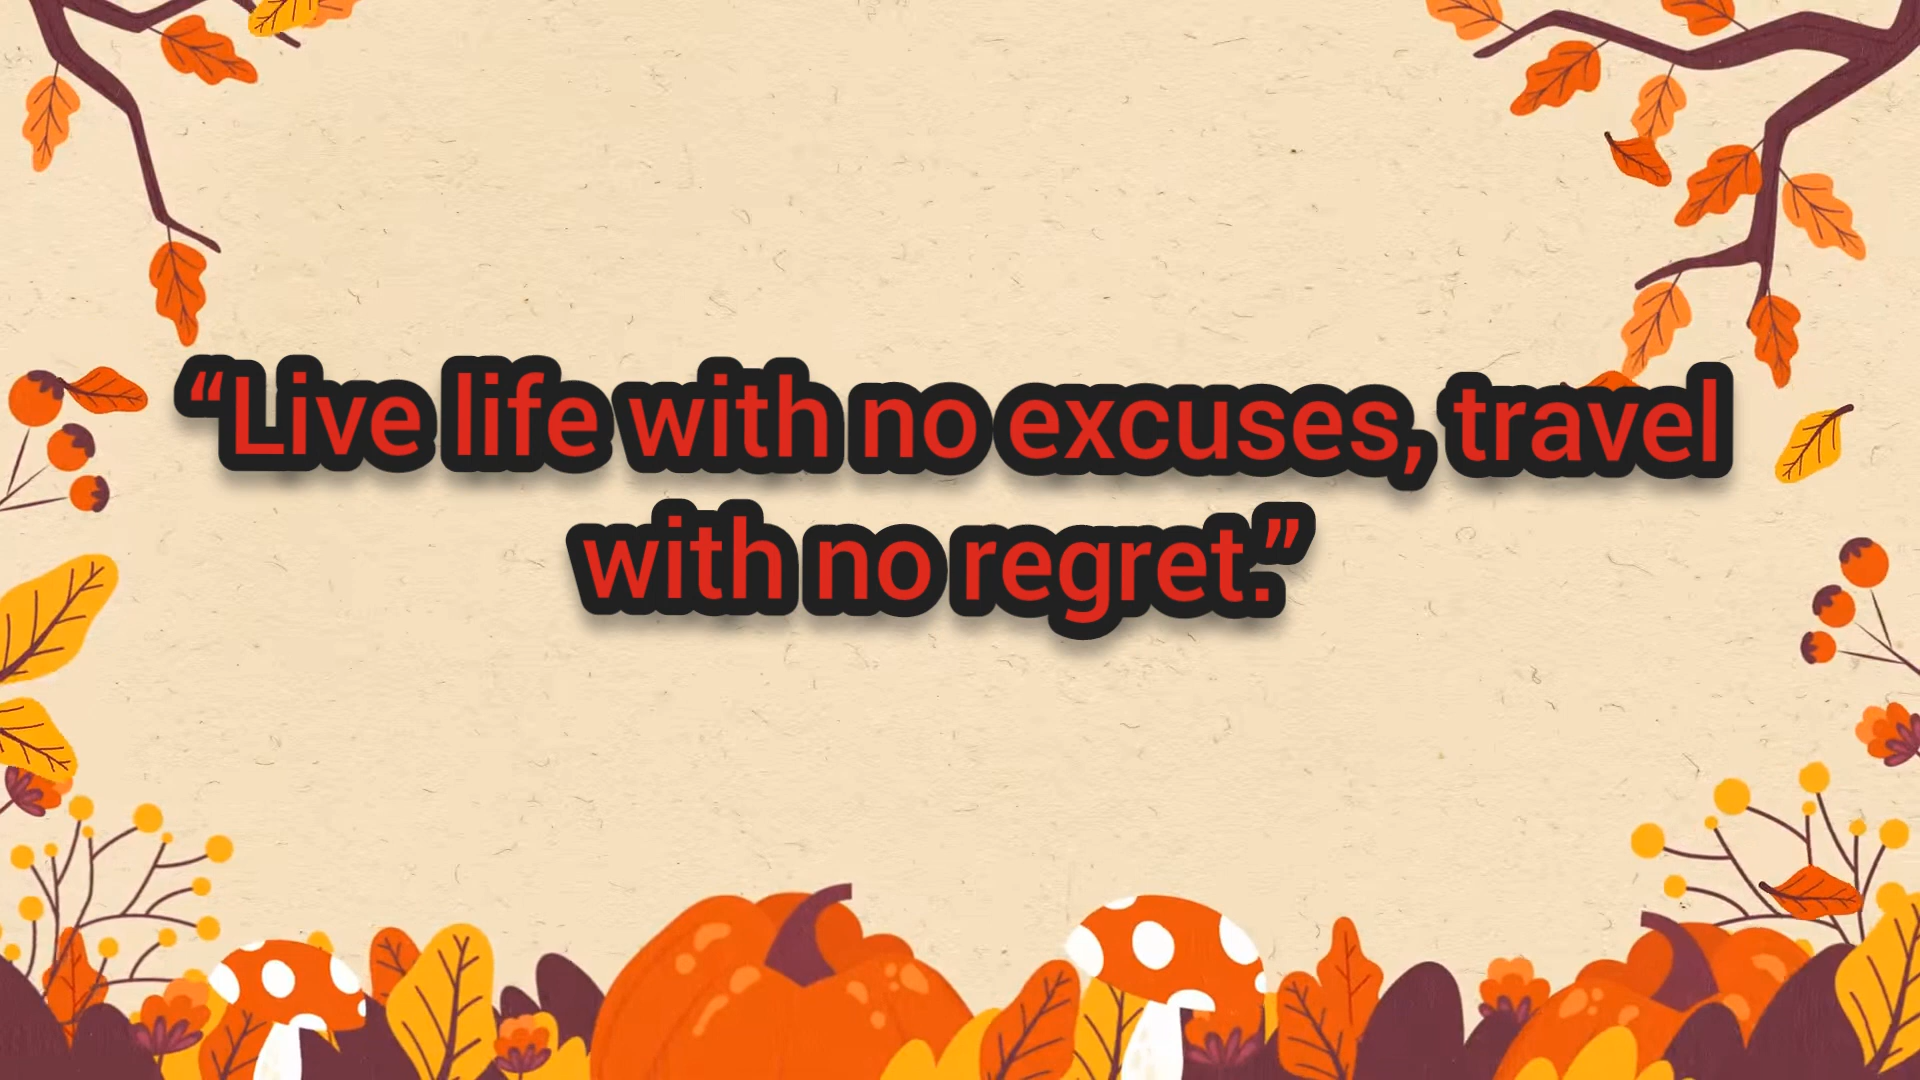 “Live life with no excuses, travel
with no regret.”